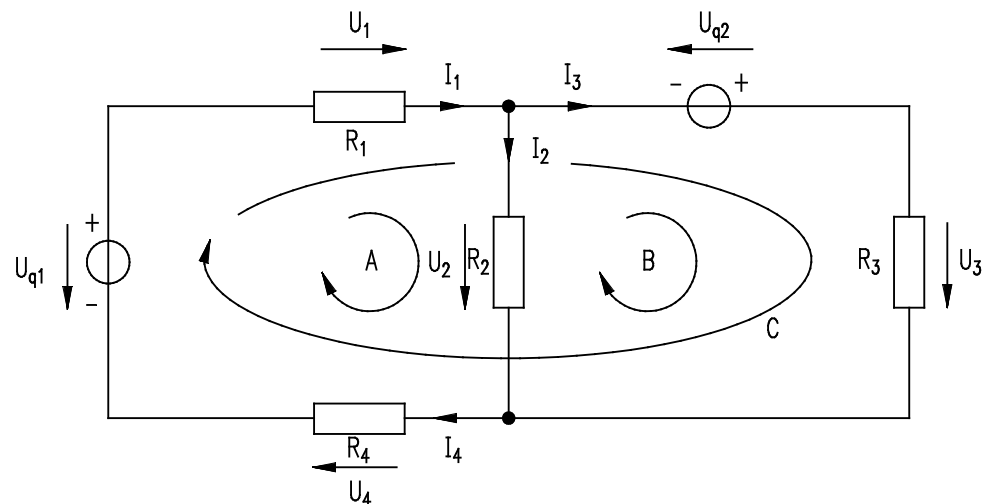 U1 Uq2
I1 I3 - +
R1
I2
+ A U2 R2 B R3 U3
Uq1
-
C
R4 I4
U4